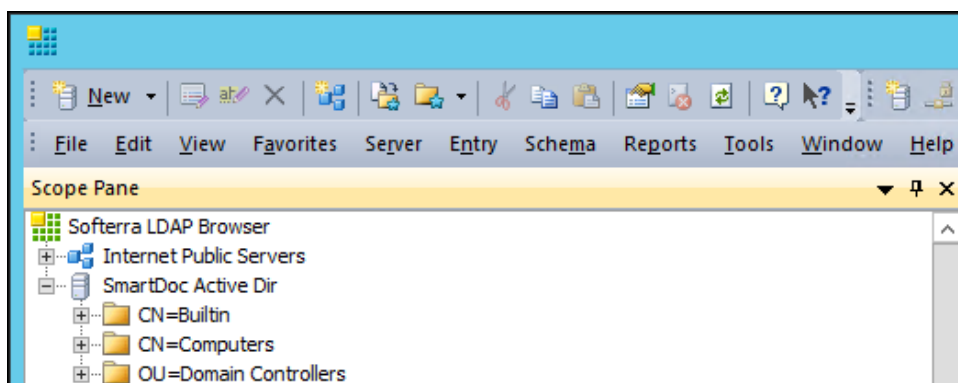 New
File Edit View Favorites Server Entry Schema Reports Tools Window Help
Scope Pane
Softerra LDAP Browser
Internet Public Servers
SmartDoc Active Dir
CN=Builtin
CN=Computers
OU=Domain Controllers